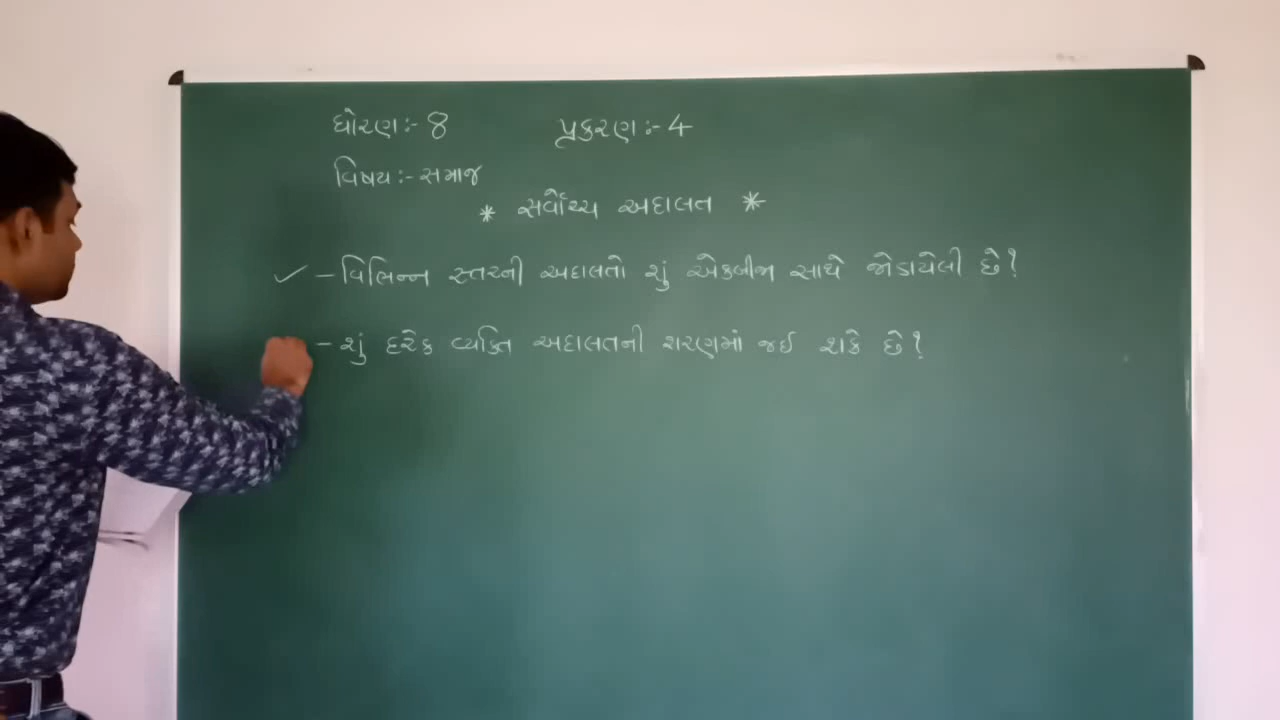 ધોરણ:- 8 પ્રકરણ:- 4
વિષય:- સમાજ
* સર્વોચ્ચ અદાલત *
✓ - વિભિન્ન સ્તરની અદાલતો શું એકબીજા સાથે જોડાયેલી છે?
- શું દરેક વ્યક્તિ અદાલતની શરણમાં જઈ શકે છે?